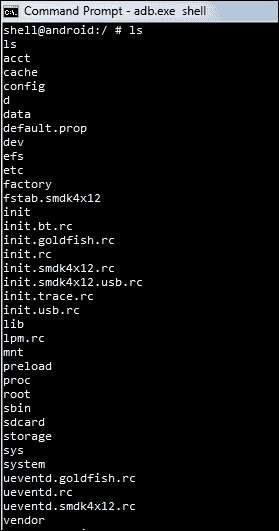 C:\. Command Prompt - adb.exe shell
shell@android:/ # ls
ls
acct
cache
config
d
data
default.prop
dev
efs
etc
factory
fstab.smdk4x12
init
init.bt.rc
init.goldfish.rc
init.rc
init.smdk4x12.rc
init.smdk4x12.usb.rc
init.trace.rc
init.usb.rc
lib
lpm.rc
mnt
preload
proc
root
sbin
sdcard
storage
sys
system
ueventd.goldfish.rc
ueventd.rc
ueventd.smdk4x12.rc
vendor